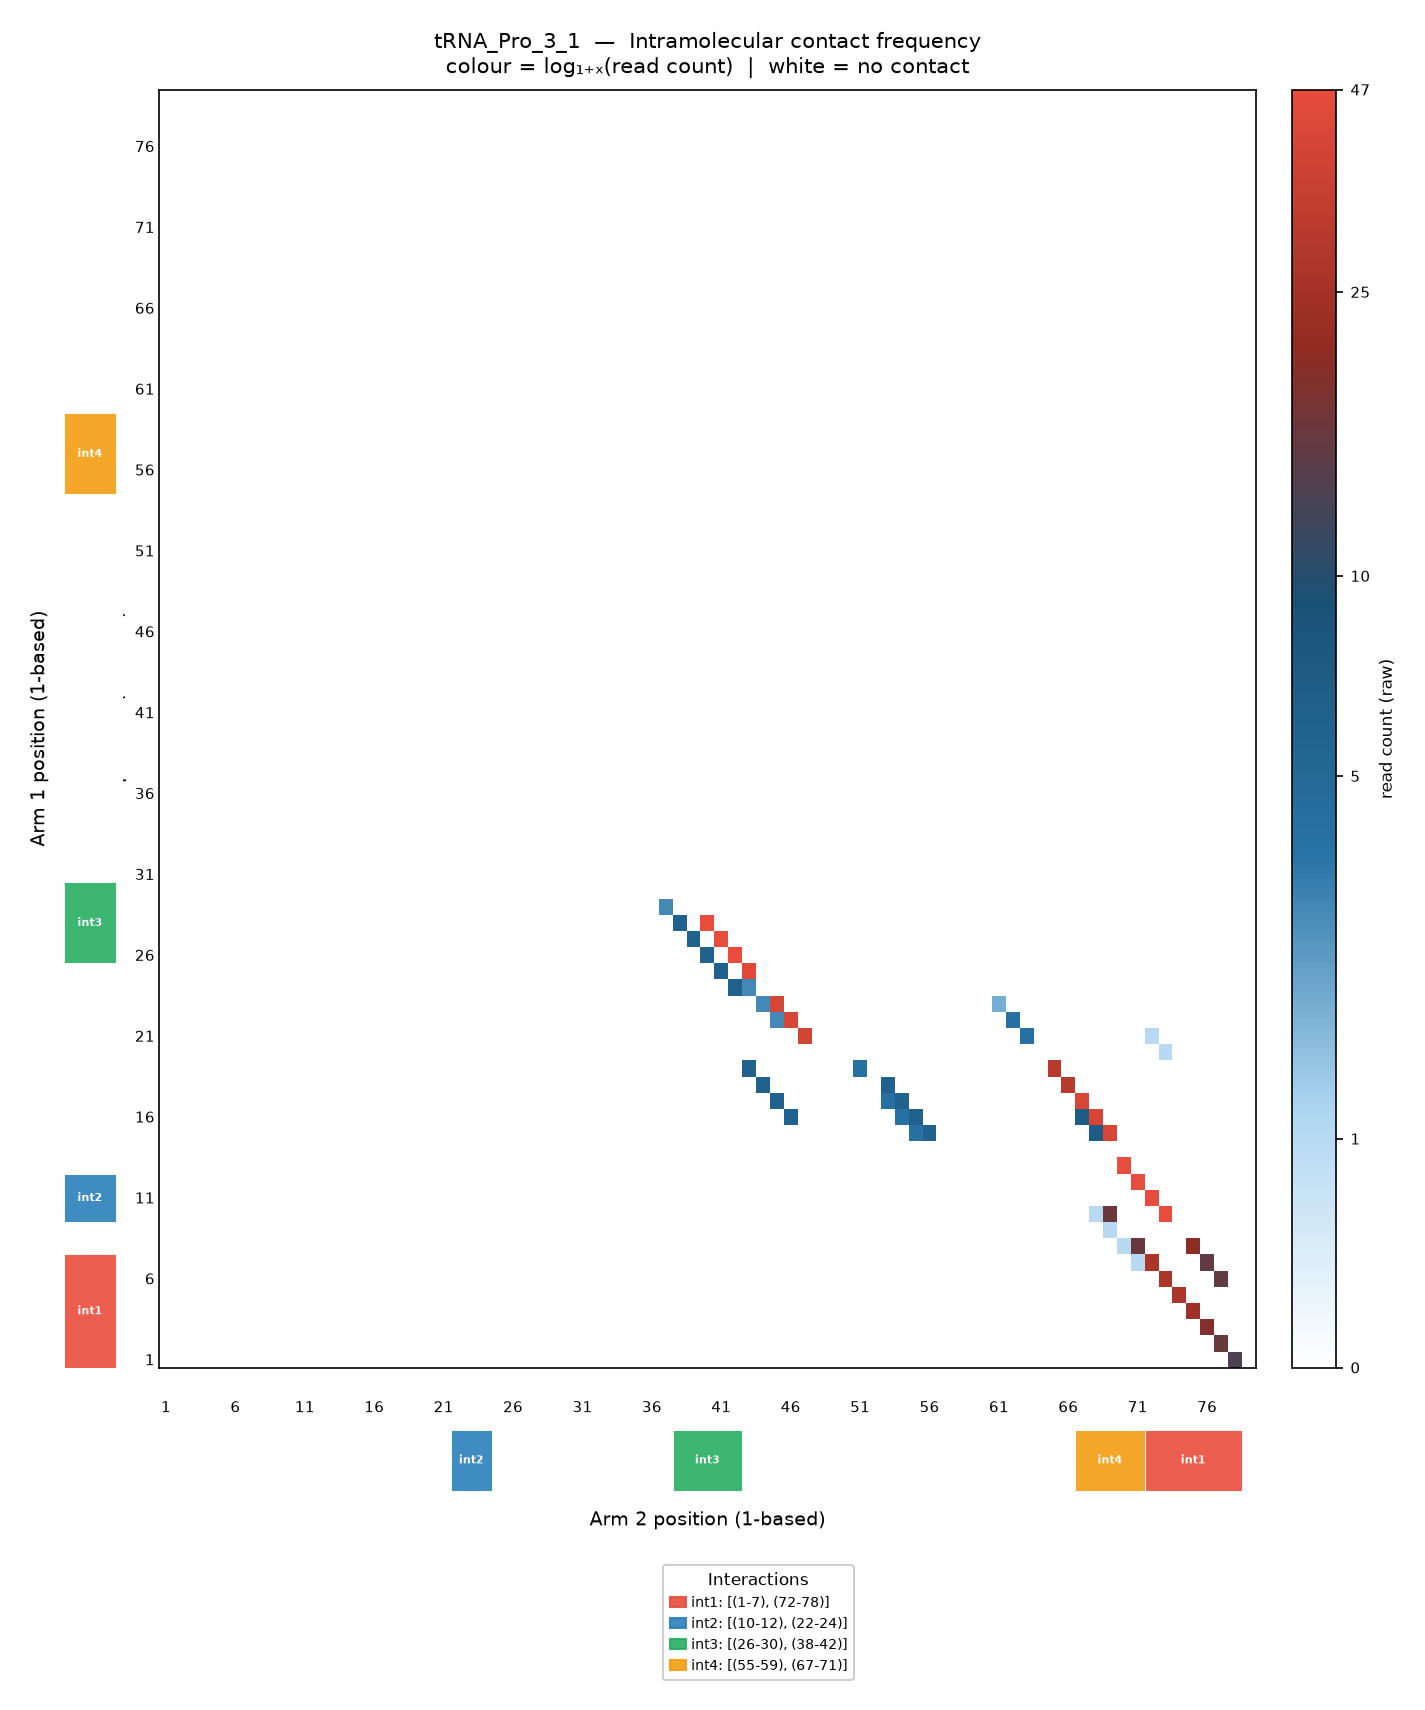 tRNA_Pro_3_1 — Intramolecular contact frequency
colour = log₁₊ₓ(read count) | white = no contact
76
71
66
61
56
51
46
41
36
31
26
21
16
11
6
1
int4
int3
int2
int1
Arm 1 position (1-based)
1 6 11 16 21 26 31 36 41 46 51 56 61 66 71 76
int2 int3 int4 int1
Arm 2 position (1-based)
47
25
10
5
1
0
read count (raw)
Interactions
int1: [(1-7), (72-78)]
int2: [(10-12), (22-24)]
int3: [(26-30), (38-42)]
int4: [(55-59), (67-71)]